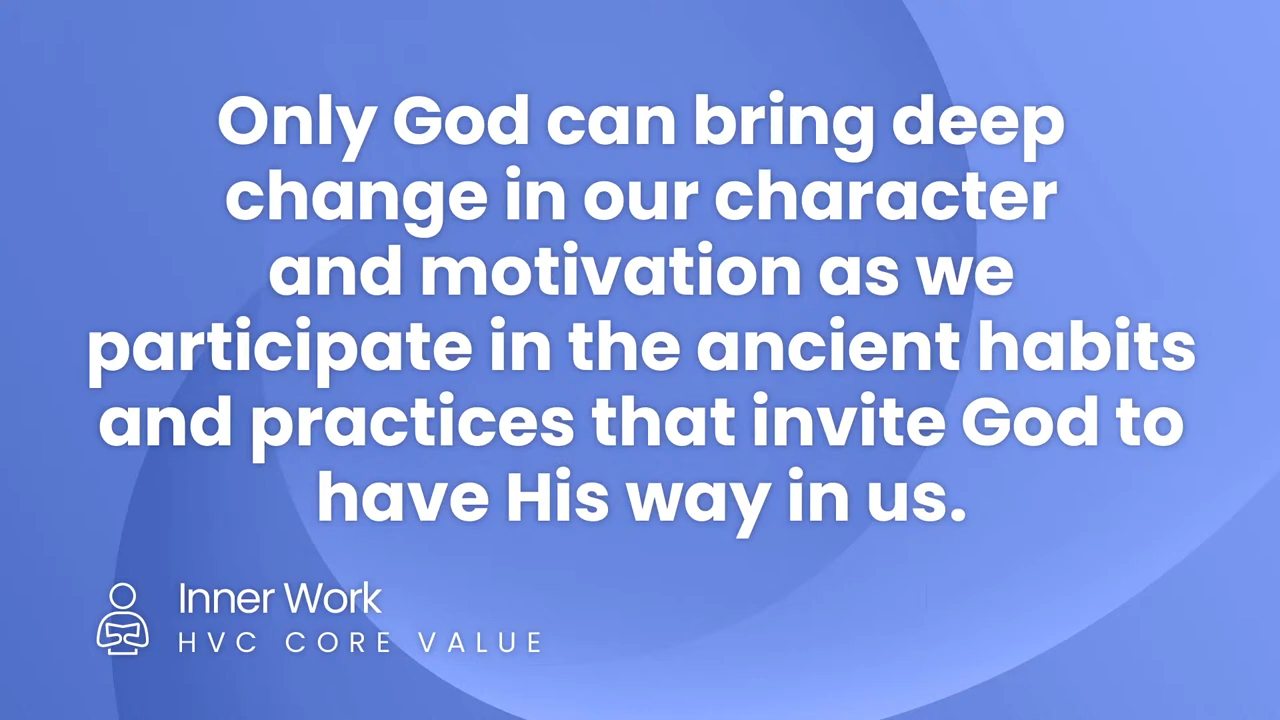 Only God can bring deep
change in our character
and motivation as we
participate in the ancient habits
and practices that invite God to
have His way in us.
Inner Work
HVC CORE VALUE